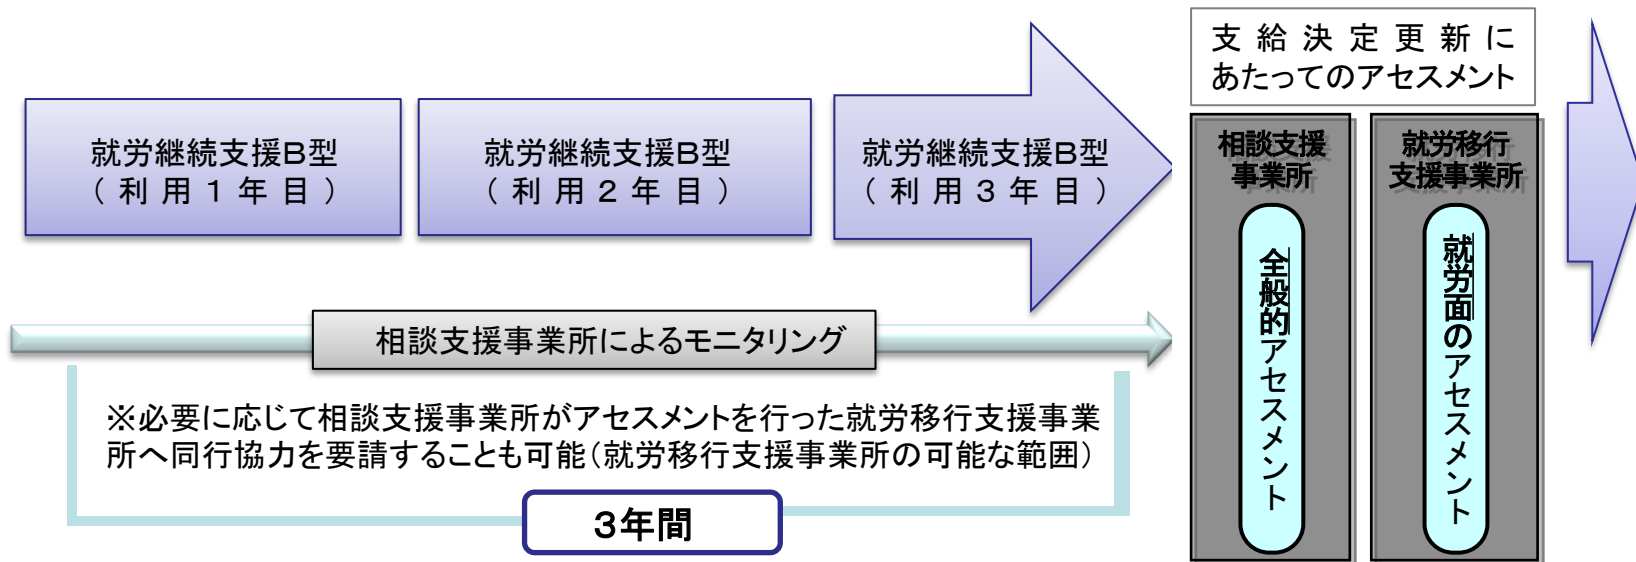 就労継続支援B型
（利用１年目）
就労継続支援B型
（利用２年目）
就労継続支援B型
（利用３年目）
支給決定更新に
あたってのアセスメント
相談支援
事業所
全般的アセスメント
就労移行
支援事業所
就労面のアセスメント
相談支援事業所によるモニタリング
※必要に応じて相談支援事業所がアセスメントを行った就労移行支援事業
所へ同行協力を要請することも可能（就労移行支援事業所の可能な範囲）
３年間